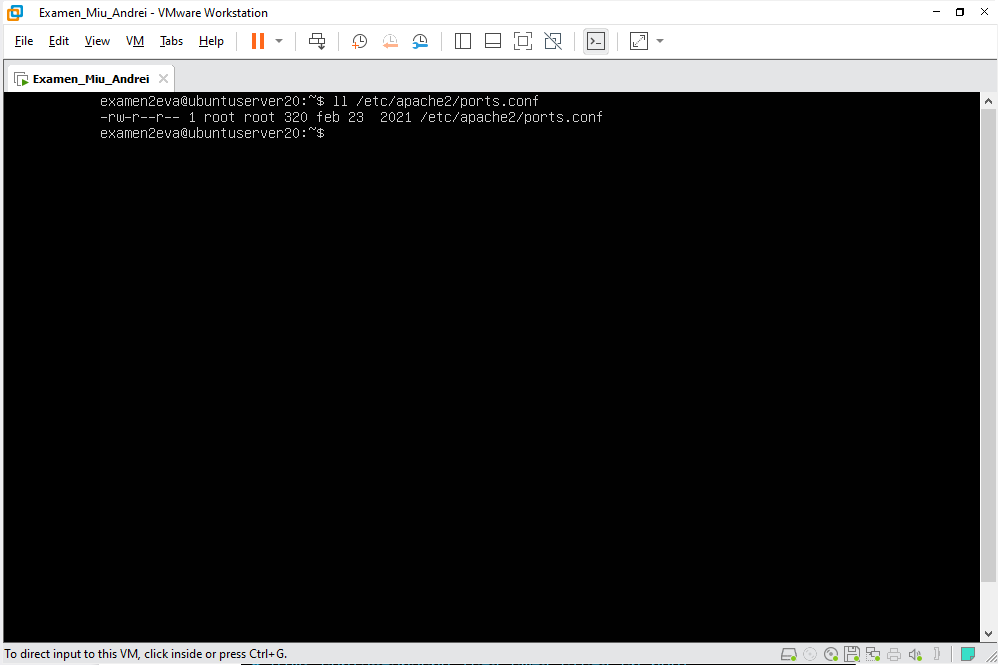 Examen_Miu_Andrei - VMware Workstation
File Edit View VM Tabs Help
Examen_Miu_Andrei
examen2eva@ubuntuserver20:~$ ll /etc/apache2/ports.conf
-rw-r--r-- 1 root root 320 feb 23  2021 /etc/apache2/ports.conf
examen2eva@ubuntuserver20:~$
To direct input to this VM, click inside or press Ctrl+G.